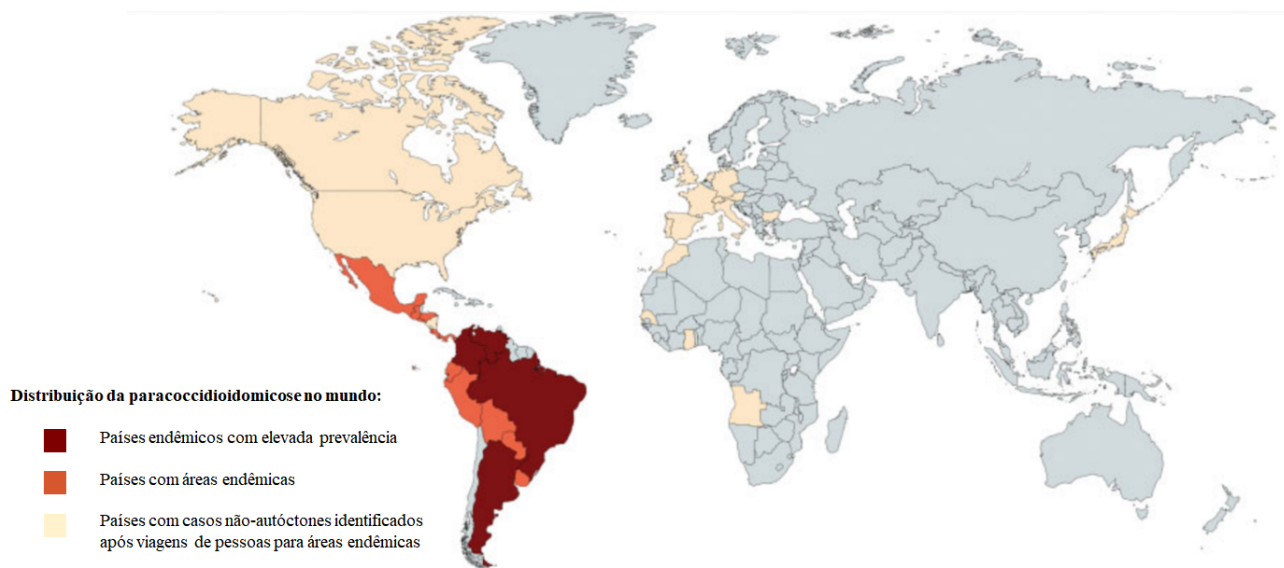 Distribuição da paracoccidioidomicose no mundo:
Países endêmicos com elevada prevalência
Países com áreas endêmicas
Países com casos não-autóctones identificados
após viagens de pessoas para áreas endêmicas